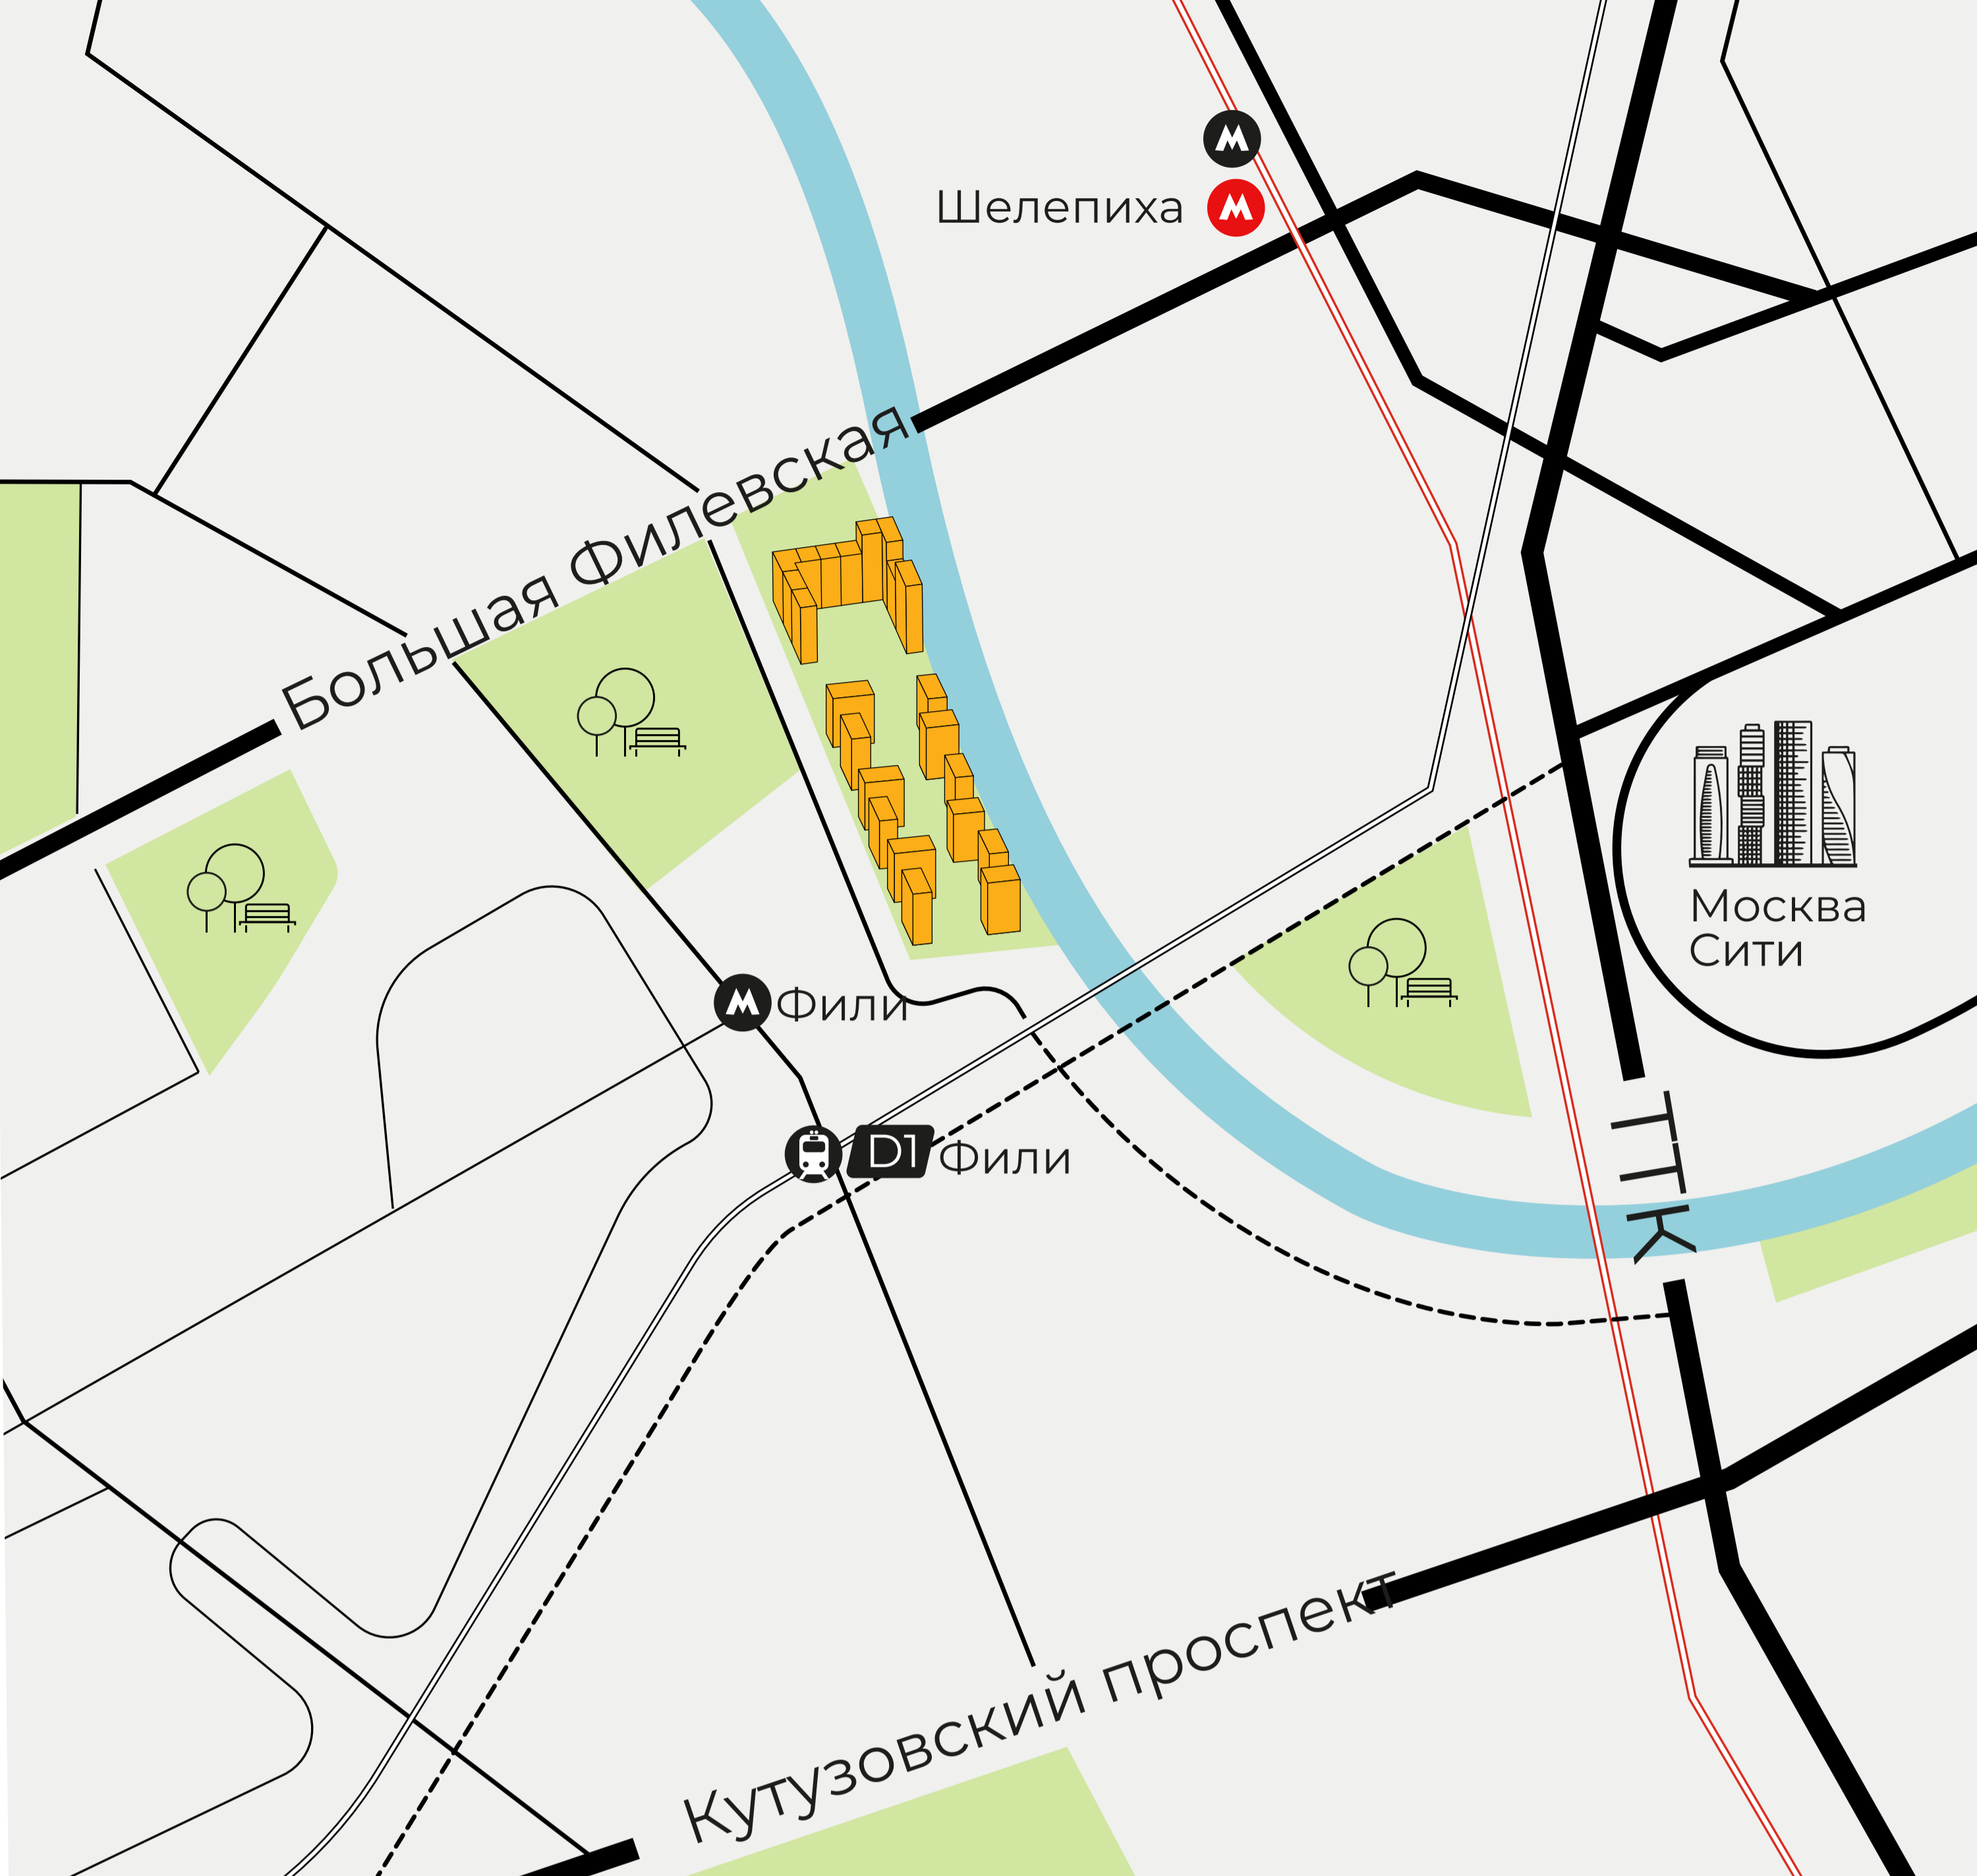 Шелепиха
Большая Филевская
Москва
Сити
Фили
D1 Фили
ТТК
Кутузовский проспект